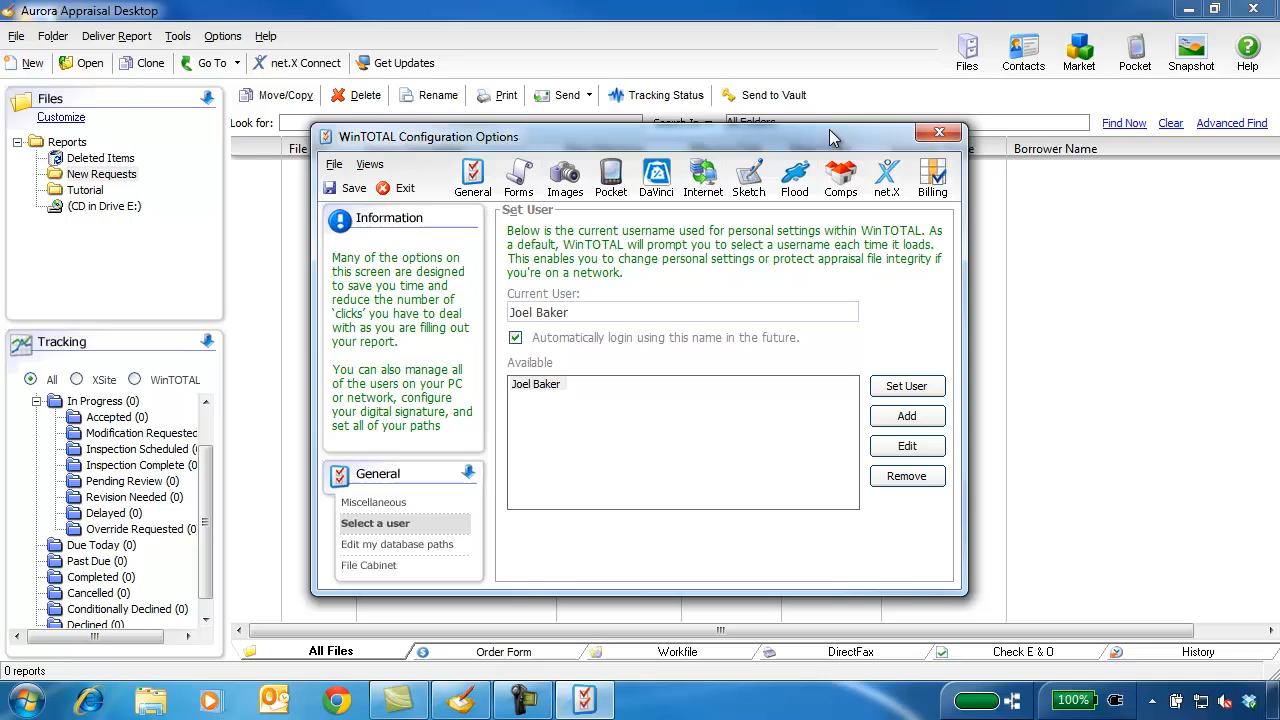 Aurora Appraisal Desktop
File Folder Deliver Report Tools Options Help
New Open Clone Go To net.X Connect Get Updates
Files Contacts Market Pocket Snapshot Help
Files
Customize
Reports
Deleted Items
New Requests
Tutorial
(CD in Drive E:)
Move/Copy Delete Rename Print Send Tracking Status Send to Vault
Look for: All Folders Find Now Clear Advanced Find
File Borrower Name
WinTOTAL Configuration Options
File Views
Save Exit
General Forms Images Pocket DaVinci Internet Sketch Flood Comps net.X Billing
Information
Many of the options on
this screen are designed
to save you time and
reduce the number of
‘clicks’ you have to deal
with as you are filling out
your report.
You can also manage all
of the users on your PC
or network, configure
your digital signature, and
set all of your paths
General
Miscellaneous
Select a user
Edit my database paths
File Cabinet
Set User
Below is the current username used for personal settings within WinTOTAL. As
a default, WinTOTAL will prompt you to select a username each time it loads.
This enables you to change personal settings or protect appraisal file integrity if
you're on a network.
Current User:
Joel Baker
Automatically login using this name in the future.
Available
Joel Baker
Set User
Add
Edit
Remove
Tracking
All XSite WinTOTAL
In Progress (0)
Accepted (0)
Modification Requested
Inspection Scheduled (
Inspection Complete (0)
Pending Review (0)
Revision Needed (0)
Delayed (0)
Override Requested (0)
Due Today (0)
Past Due (0)
Completed (0)
Cancelled (0)
Conditionally Declined (0)
Declined (0)
All Files Order Form Workfile DirectFax Check E & O History
0 reports
100%